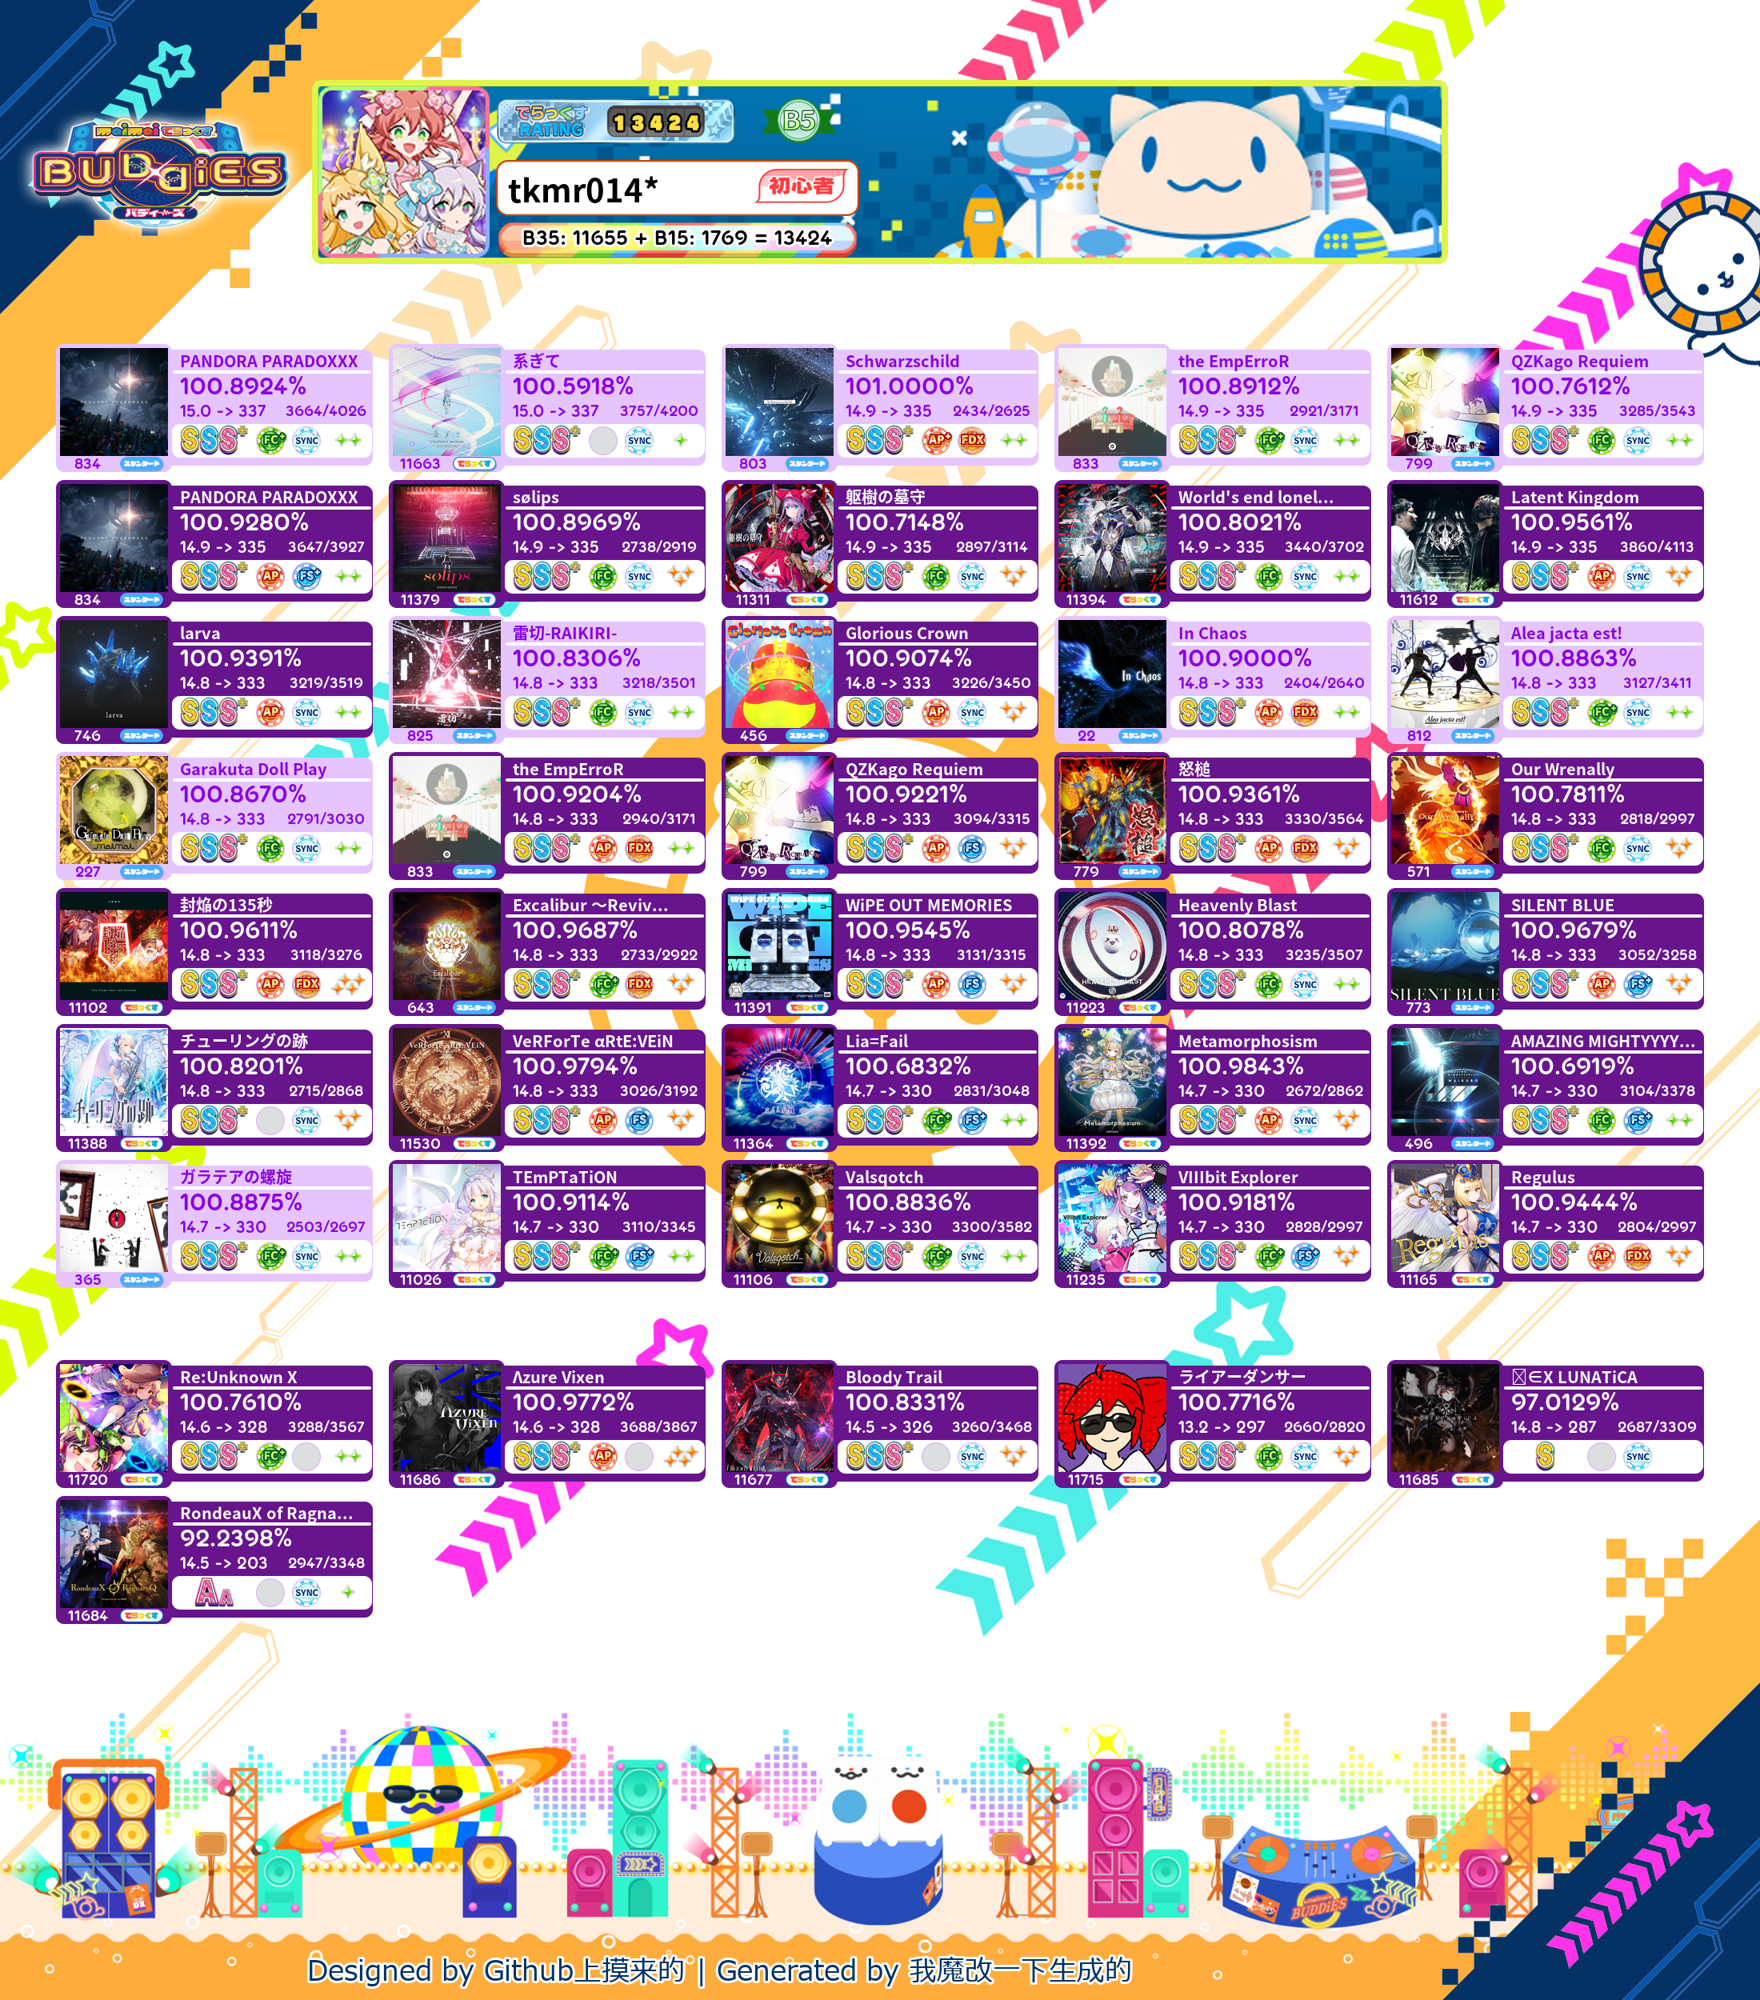 maimai でらっくす
BUDDiES
バディーズ
でらっくす
RATING
13424
B5
tkmr014*
初心者
B35: 11655 + B15: 1769 = 13424
PANDORA PARADOXXX
100.8924%
15.0 -> 337 3664/4026
SSS+ FC+ SYNC
834 スタンダード
系ぎて
100.5918%
15.0 -> 337 3757/4200
SSS+ SYNC
11663 でらっくす
Schwarzschild
101.0000%
14.9 -> 335 2434/2625
SSS+ AP+ FDX
803 スタンダード
the EmpErroR
100.8912%
14.9 -> 335 2921/3171
SSS+ FC+ SYNC
833 スタンダード
QZKago Requiem
100.7612%
14.9 -> 335 3285/3543
SSS+ FC SYNC
799 スタンダード
PANDORA PARADOXXX
100.9280%
14.9 -> 335 3647/3927
SSS+ AP FS+
834 スタンダード
sølips
100.8969%
14.9 -> 335 2738/2919
SSS+ FC SYNC
11379 でらっくす
躯樹の墓守
100.7148%
14.9 -> 335 2897/3114
SSS+ FC SYNC
11311 でらっくす
World's end lonel...
100.8021%
14.9 -> 335 3440/3702
SSS+ FC SYNC
11394 でらっくす
Latent Kingdom
100.9561%
14.9 -> 335 3860/4113
SSS+ AP SYNC
11612 でらっくす
larva
100.9391%
14.8 -> 333 3219/3519
SSS+ AP SYNC
746 スタンダード
雷切-RAIKIRI-
100.8306%
14.8 -> 333 3218/3501
SSS+ FC SYNC
825 スタンダード
Glorious Crown
100.9074%
14.8 -> 333 3226/3450
SSS+ AP SYNC
456 スタンダード
In Chaos
100.9000%
14.8 -> 333 2404/2640
SSS+ AP FDX
22 スタンダード
Alea jacta est!
100.8863%
14.8 -> 333 3127/3411
SSS+ FC+ SYNC
812 スタンダード
Garakuta Doll Play
100.8670%
14.8 -> 333 2791/3030
SSS+ FC SYNC
227 スタンダード
the EmpErroR
100.9204%
14.8 -> 333 2940/3171
SSS+ AP FDX
833 スタンダード
QZKago Requiem
100.9221%
14.8 -> 333 3094/3315
SSS+ AP FS
799 スタンダード
怒槌
100.9361%
14.8 -> 333 3330/3564
SSS+ AP FDX
779 スタンダード
Our Wrenally
100.7811%
14.8 -> 333 2818/2997
SSS+ FC SYNC
571 スタンダード
封焔の135秒
100.9611%
14.8 -> 333 3118/3276
SSS+ AP FDX
11102 でらっくす
Excalibur ～Reviv...
100.9687%
14.8 -> 333 2733/2922
SSS+ FC+ FDX
643 スタンダード
WiPE OUT MEMORIES
100.9545%
14.8 -> 333 3131/3315
SSS+ AP FS
11391 でらっくす
Heavenly Blast
100.8078%
14.8 -> 333 3235/3507
SSS+ FC SYNC
11223 でらっくす
SILENT BLUE
100.9679%
14.8 -> 333 3052/3258
SSS+ AP FS+
773 スタンダード
チューリングの跡
100.8201%
14.8 -> 333 2715/2868
SSS+ SYNC
11388 でらっくす
VeRForTe αRtE:VEiN
100.9794%
14.8 -> 333 3026/3192
SSS+ AP FS
11530 でらっくす
Lia=Fail
100.6832%
14.7 -> 330 2831/3048
SSS+ FC+ FS+
11364 でらっくす
Metamorphosism
100.9843%
14.7 -> 330 2672/2862
SSS+ AP SYNC
11392 でらっくす
AMAZING MIGHTYYYY...
100.6919%
14.7 -> 330 3104/3378
SSS+ FC FS+
496 スタンダード
ガラテアの螺旋
100.8875%
14.7 -> 330 2503/2697
SSS+ FC+ SYNC
365 スタンダード
TEmPTaTiON
100.9114%
14.7 -> 330 3110/3345
SSS+ FC+ FS+
11026 でらっくす
Valsqotch
100.8836%
14.7 -> 330 3300/3582
SSS+ FC+ SYNC
11106 でらっくす
VIIIbit Explorer
100.9181%
14.7 -> 330 2828/2997
SSS+ FC+ FS+
11235 でらっくす
Regulus
100.9444%
14.7 -> 330 2804/2997
SSS+ AP FDX
11165 でらっくす
Re:Unknown X
100.7610%
14.6 -> 328 3288/3567
SSS+ FC+
11720 でらっくす
Λzure Vixen
100.9772%
14.6 -> 328 3688/3867
SSS+ AP
11686 でらっくす
Bloody Trail
100.8331%
14.5 -> 326 3260/3468
SSS+ SYNC
11677 でらっくす
ライアーダンサー
100.7716%
13.2 -> 297 2660/2820
SSS+ FC SYNC
11715 でらっくす
∈X LUNATiCA
97.0129%
14.8 -> 287 2687/3309
S SYNC
11685 でらっくす
RondeauX of Ragna...
92.2398%
14.5 -> 203 2947/3348
AA SYNC
11684 でらっくす
BUDDiES
Designed by Github上摸来的 | Generated by 我魔改一下生成的